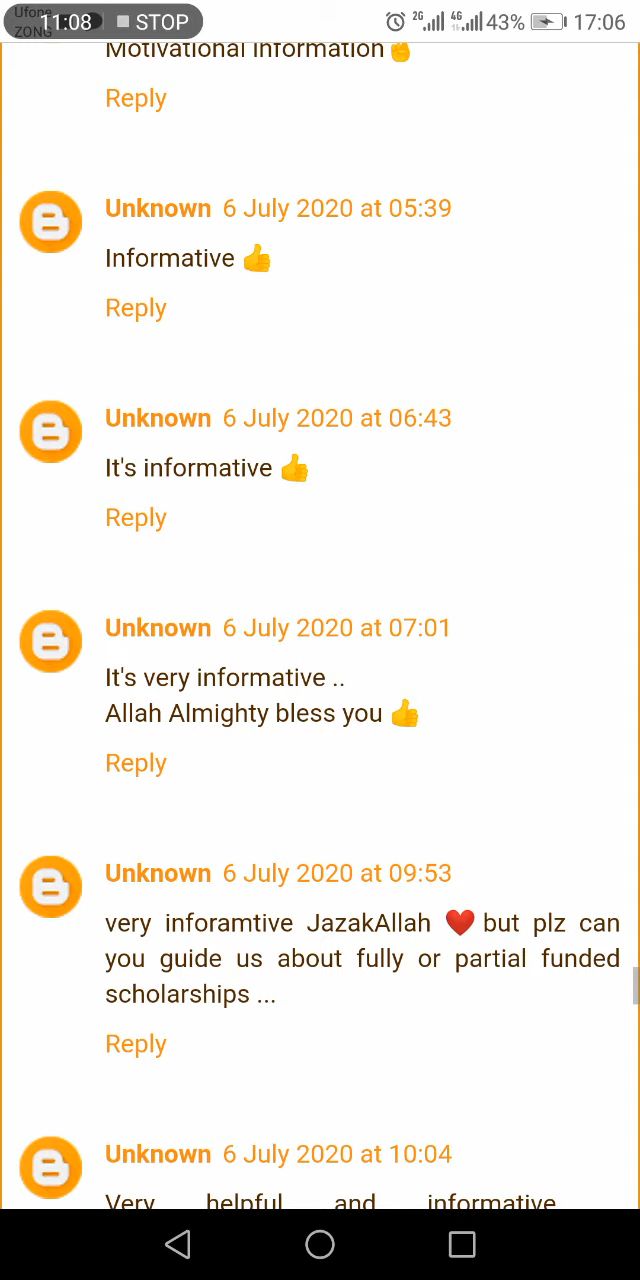 Ufone
ZONG
11:08 STOP
2G 4G 43% 17:06
Motivational Information✌
Reply
Unknown 6 July 2020 at 05:39
Informative 👍
Reply
Unknown 6 July 2020 at 06:43
It's informative 👍
Reply
Unknown 6 July 2020 at 07:01
It's very informative ..
Allah Almighty bless you 👍
Reply
Unknown 6 July 2020 at 09:53
very inforamtive JazakAllah ❤️ but plz can
you guide us about fully or partial funded
scholarships ...
Reply
Unknown 6 July 2020 at 10:04
Very helpful and informative